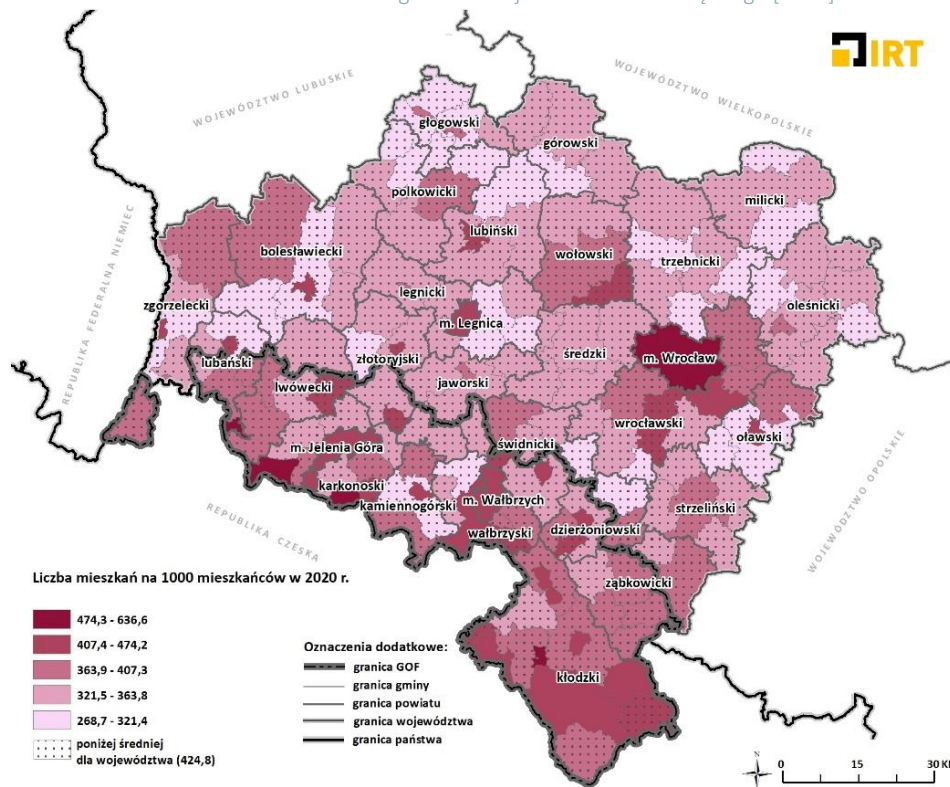 IRT
WOJEWÓDZTWO LUBUSKIE
WOJEWÓDZTWO WIELKOPOLSKIE
REPUBLIKA FEDERALNA NIEMIEC
głogowski
górowski
polkowicki
milicki
lubiński
bolesławiecki
wołowski
trzebnicki
legnicki
zgorzelecki
oleśnicki
m. Legnica
lubański
złotoryjski
średzki
m. Wrocław
lwówecki
jaworski
wrocławski
oławski
m. Jelenia Góra
świdnicki
karkonoski
kamiennogórski
m. Wałbrzych
strzeliński
wałbrzyski
dzierżoniowski
REPUBLIKA CZESKA
WOJEWÓDZTWO OPOLSKIE
ząbkowicki
kłodzki
Liczba mieszkań na 1000 mieszkańców w 2020 r.
474,3 - 636,6
407,4 - 474,2
363,9 - 407,3
321,5 - 363,8
268,7 - 321,4
poniżej średniej
dla województwa (424,8)
Oznaczenia dodatkowe:
granica GOF
granica gminy
granica powiatu
granica województwa
granica państwa
N
0 15 30